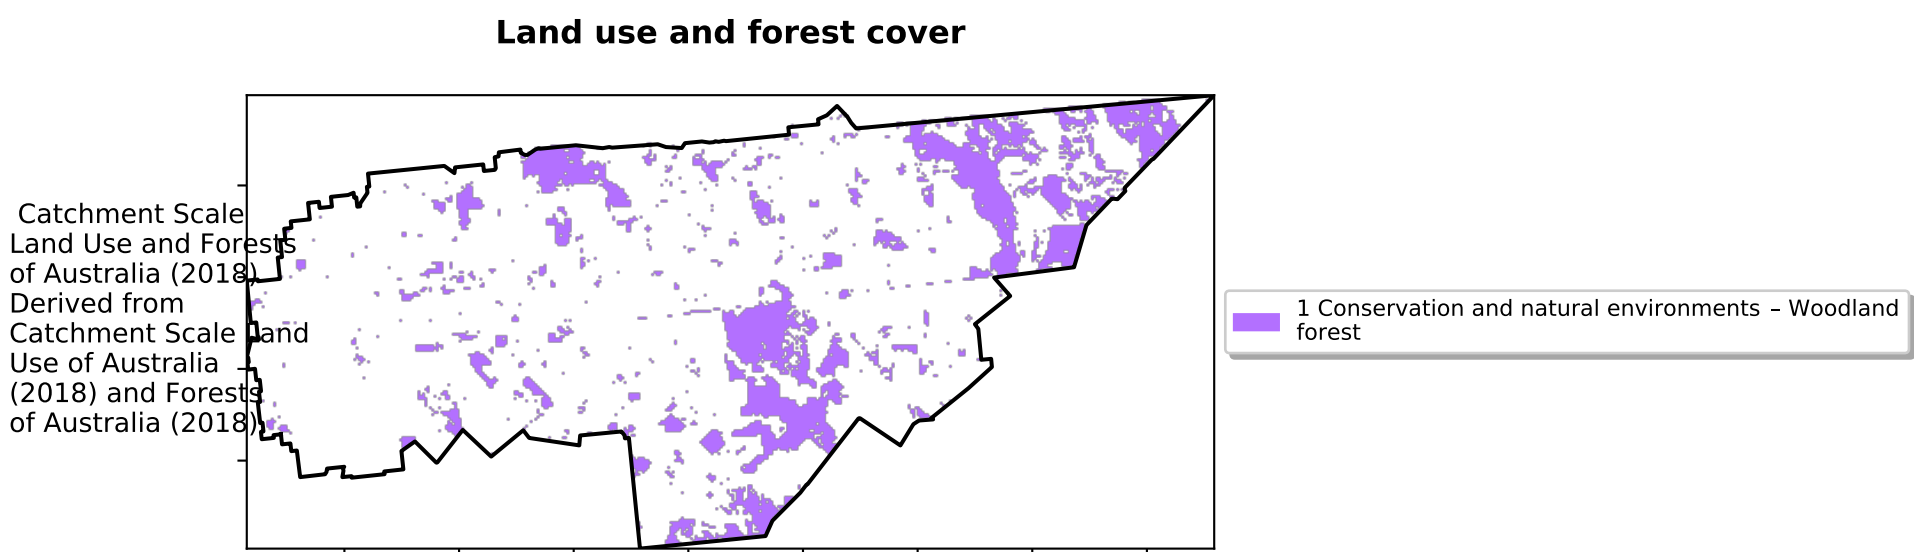 Land use and forest cover
Catchment Scale
Land Use and Forests
of Australia (2018)
Derived from
Catchment Scale Land
Use of Australia
(2018) and Forests
of Australia (2018)
1 Conservation and natural environments – Woodland
forest